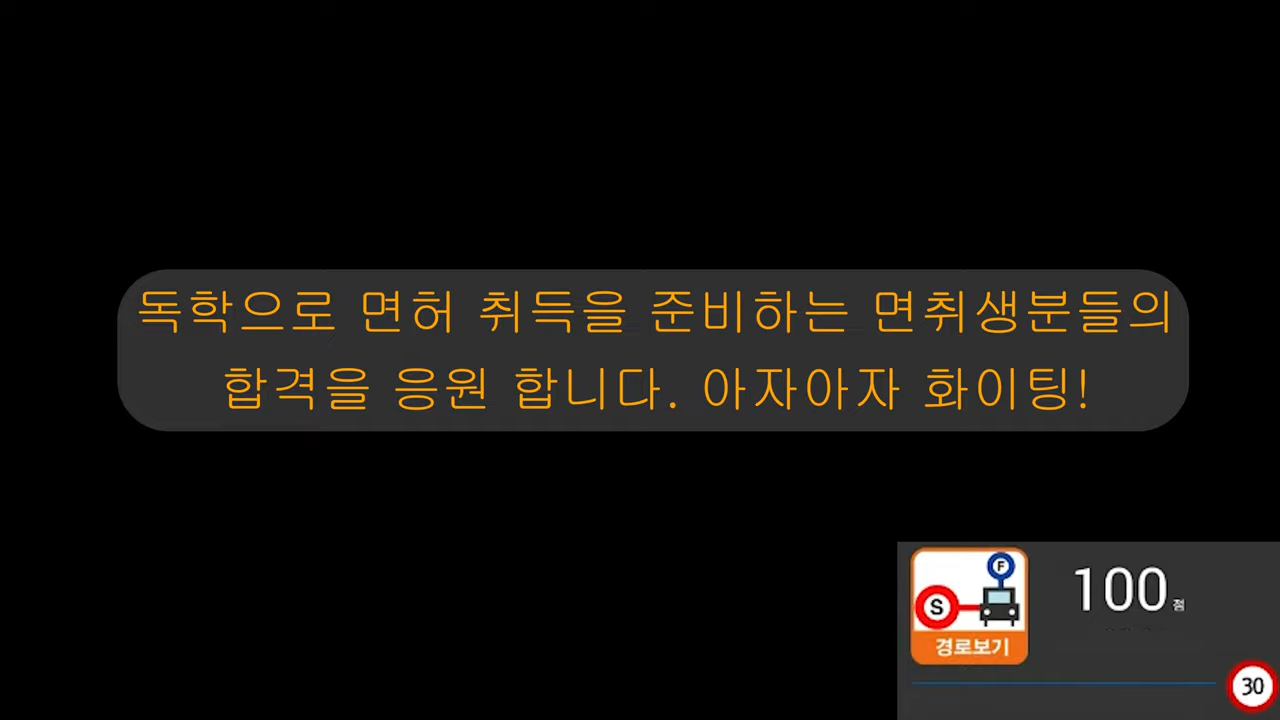 독학으로 면허 취득을 준비하는 면취생분들의
합격을 응원 합니다. 아자아자 화이팅!
F
S
경로보기
100점
30